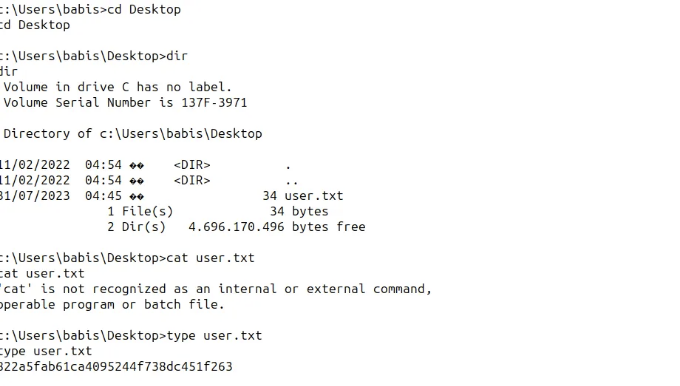 c:\Users\babis>cd Desktop
cd Desktop
c:\Users\babis\Desktop>dir
dir
Volume in drive C has no label.
Volume Serial Number is 137F-3971
Directory of c:\Users\babis\Desktop
11/02/2022 04:54 �� <DIR> .
11/02/2022 04:54 �� <DIR> ..
31/07/2023 04:45 �� 34 user.txt
1 File(s) 34 bytes
2 Dir(s) 4.696.170.496 bytes free
c:\Users\babis\Desktop>cat user.txt
cat user.txt
'cat' is not recognized as an internal or external command,
operable program or batch file.
c:\Users\babis\Desktop>type user.txt
type user.txt
322a5fab61ca4095244f738dc451f263